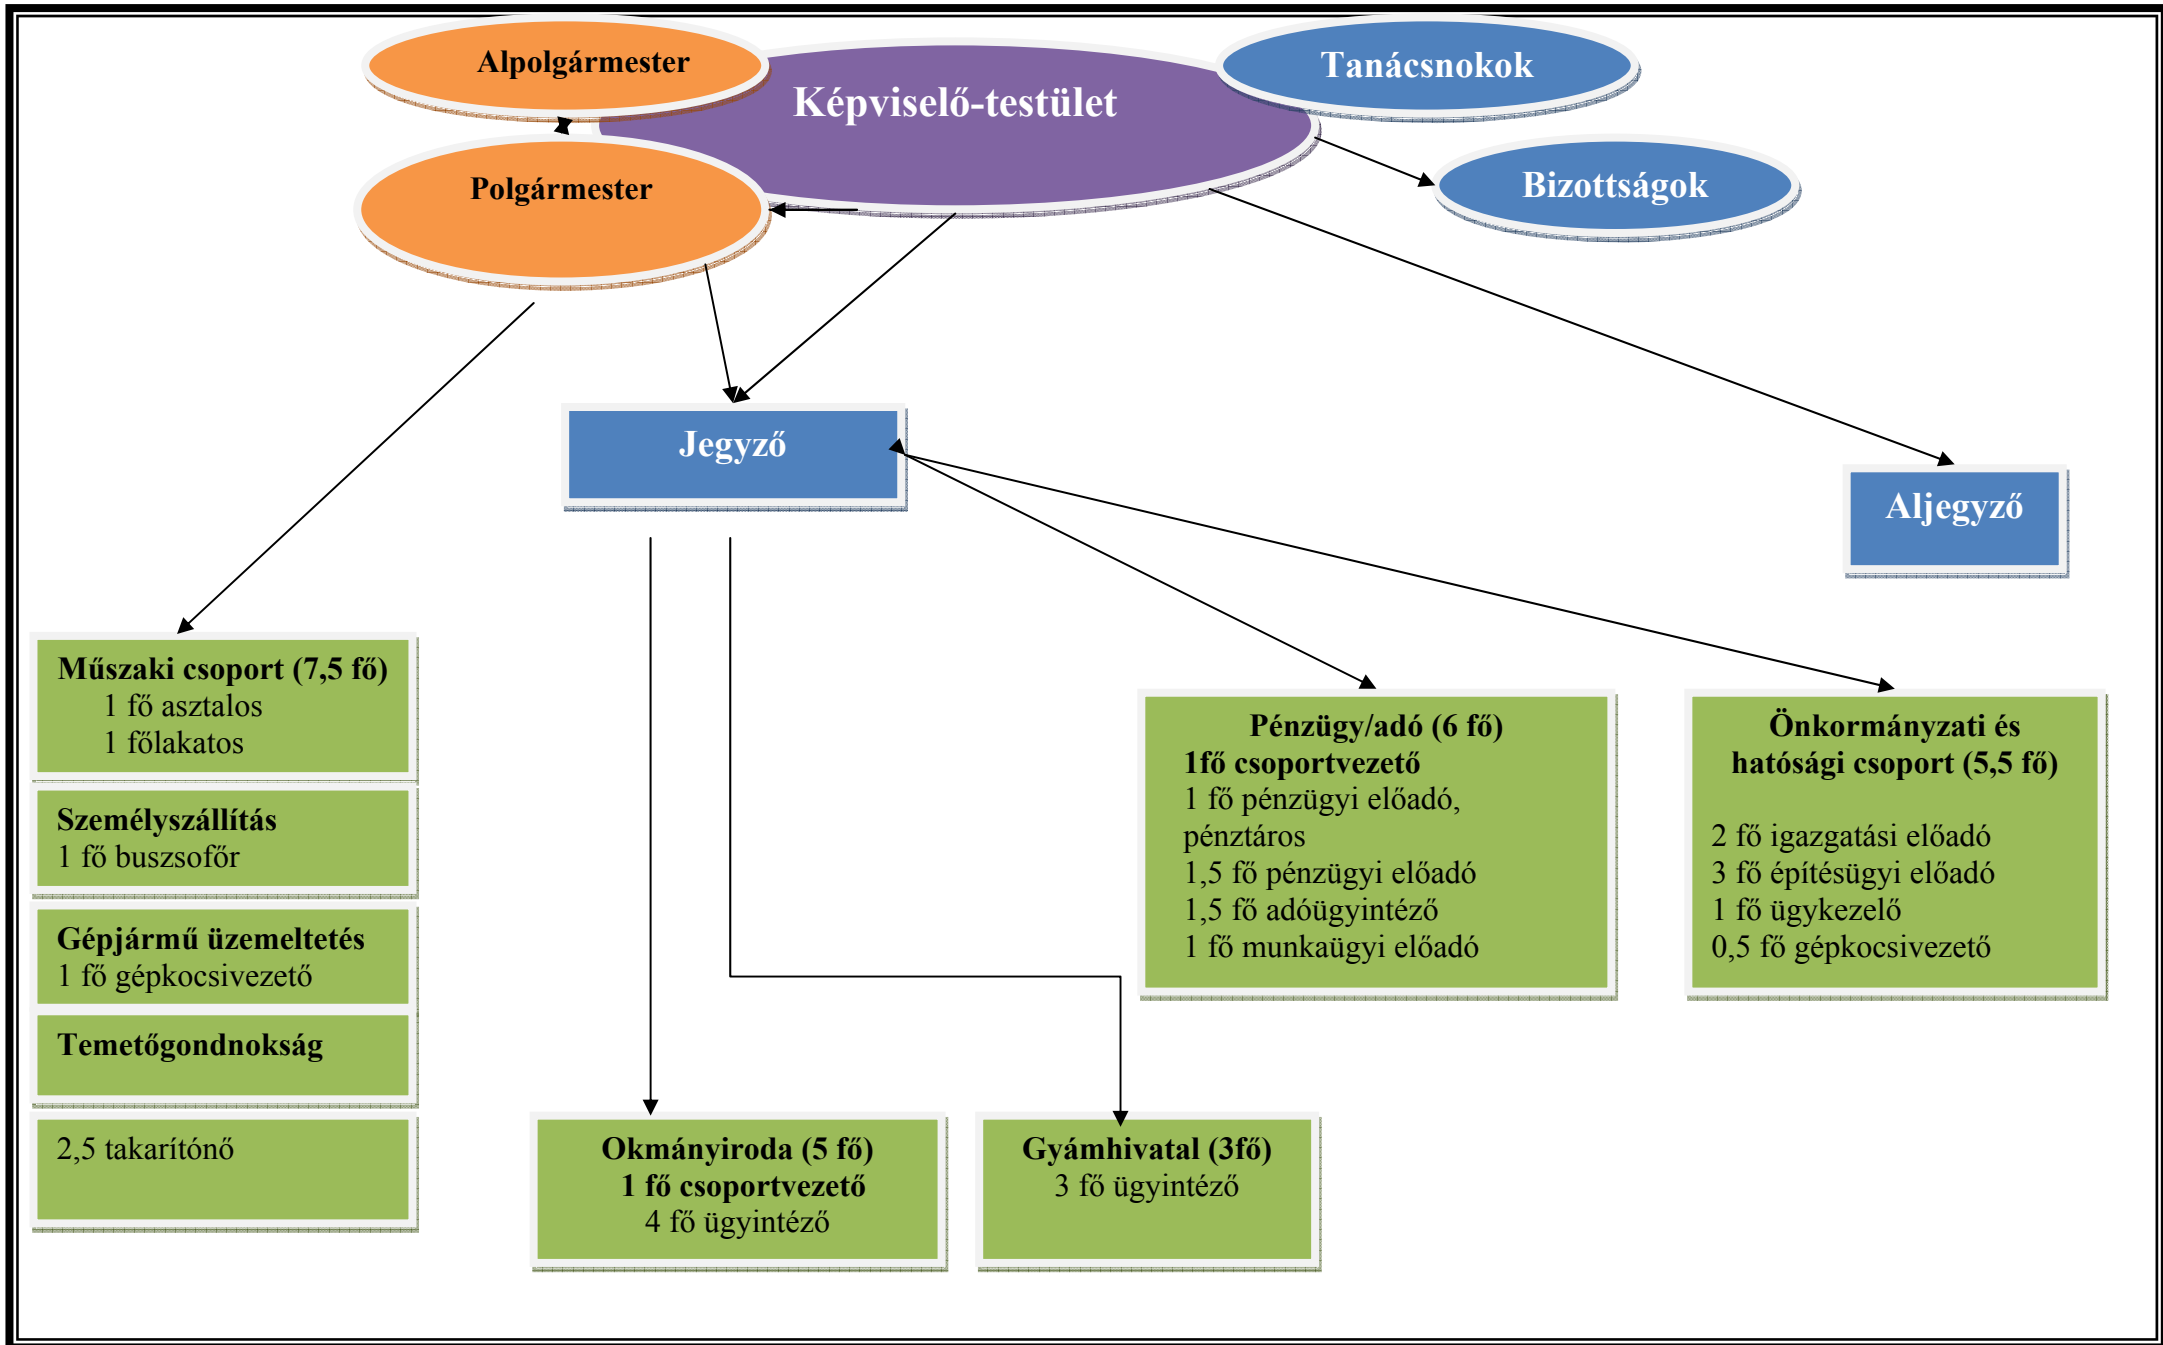 Alpolgármester
Képviselő-testület
Tanácsnokok
Polgármester
Bizottságok
Jegyző
Aljegyző
Műszaki csoport (7,5 fő)
1 fő asztalos
1 főlakatos
Személyszállítás
1 fő buszsofőr
Gépjármű üzemeltetés
1 fő gépkocsivezető
Temetőgondnokság
2,5 takarítónő
Okmányiroda (5 fő)
1 fő csoportvezető
4 fő ügyintéző
Gyámhivatal (3fő)
3 fő ügyintéző
Pénzügy/adó (6 fő)
1fő csoportvezető
1 fő pénzügyi előadó,
pénztáros
1,5 fő pénzügyi előadó
1,5 fő adóügyintéző
1 fő munkaügyi előadó
Önkormányzati és
hatósági csoport (5,5 fő)
2 fő igazgatási előadó
3 fő építésügyi előadó
1 fő ügykezelő
0,5 fő gépkocsivezető